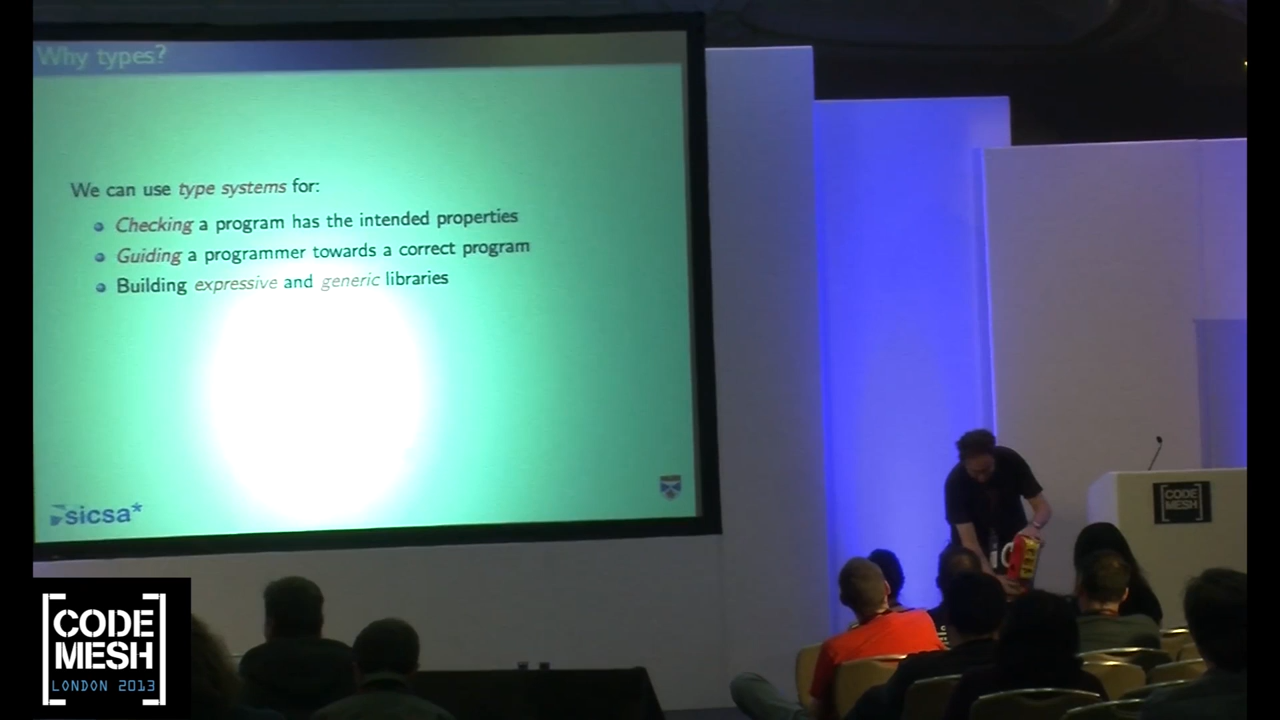 Why types?
We can use type systems for:
Checking a program has the intended properties
Guiding a programmer towards a correct program
Building expressive and generic libraries
sicsa*
CODE
MESH
CODE
MESH
LONDON 2013